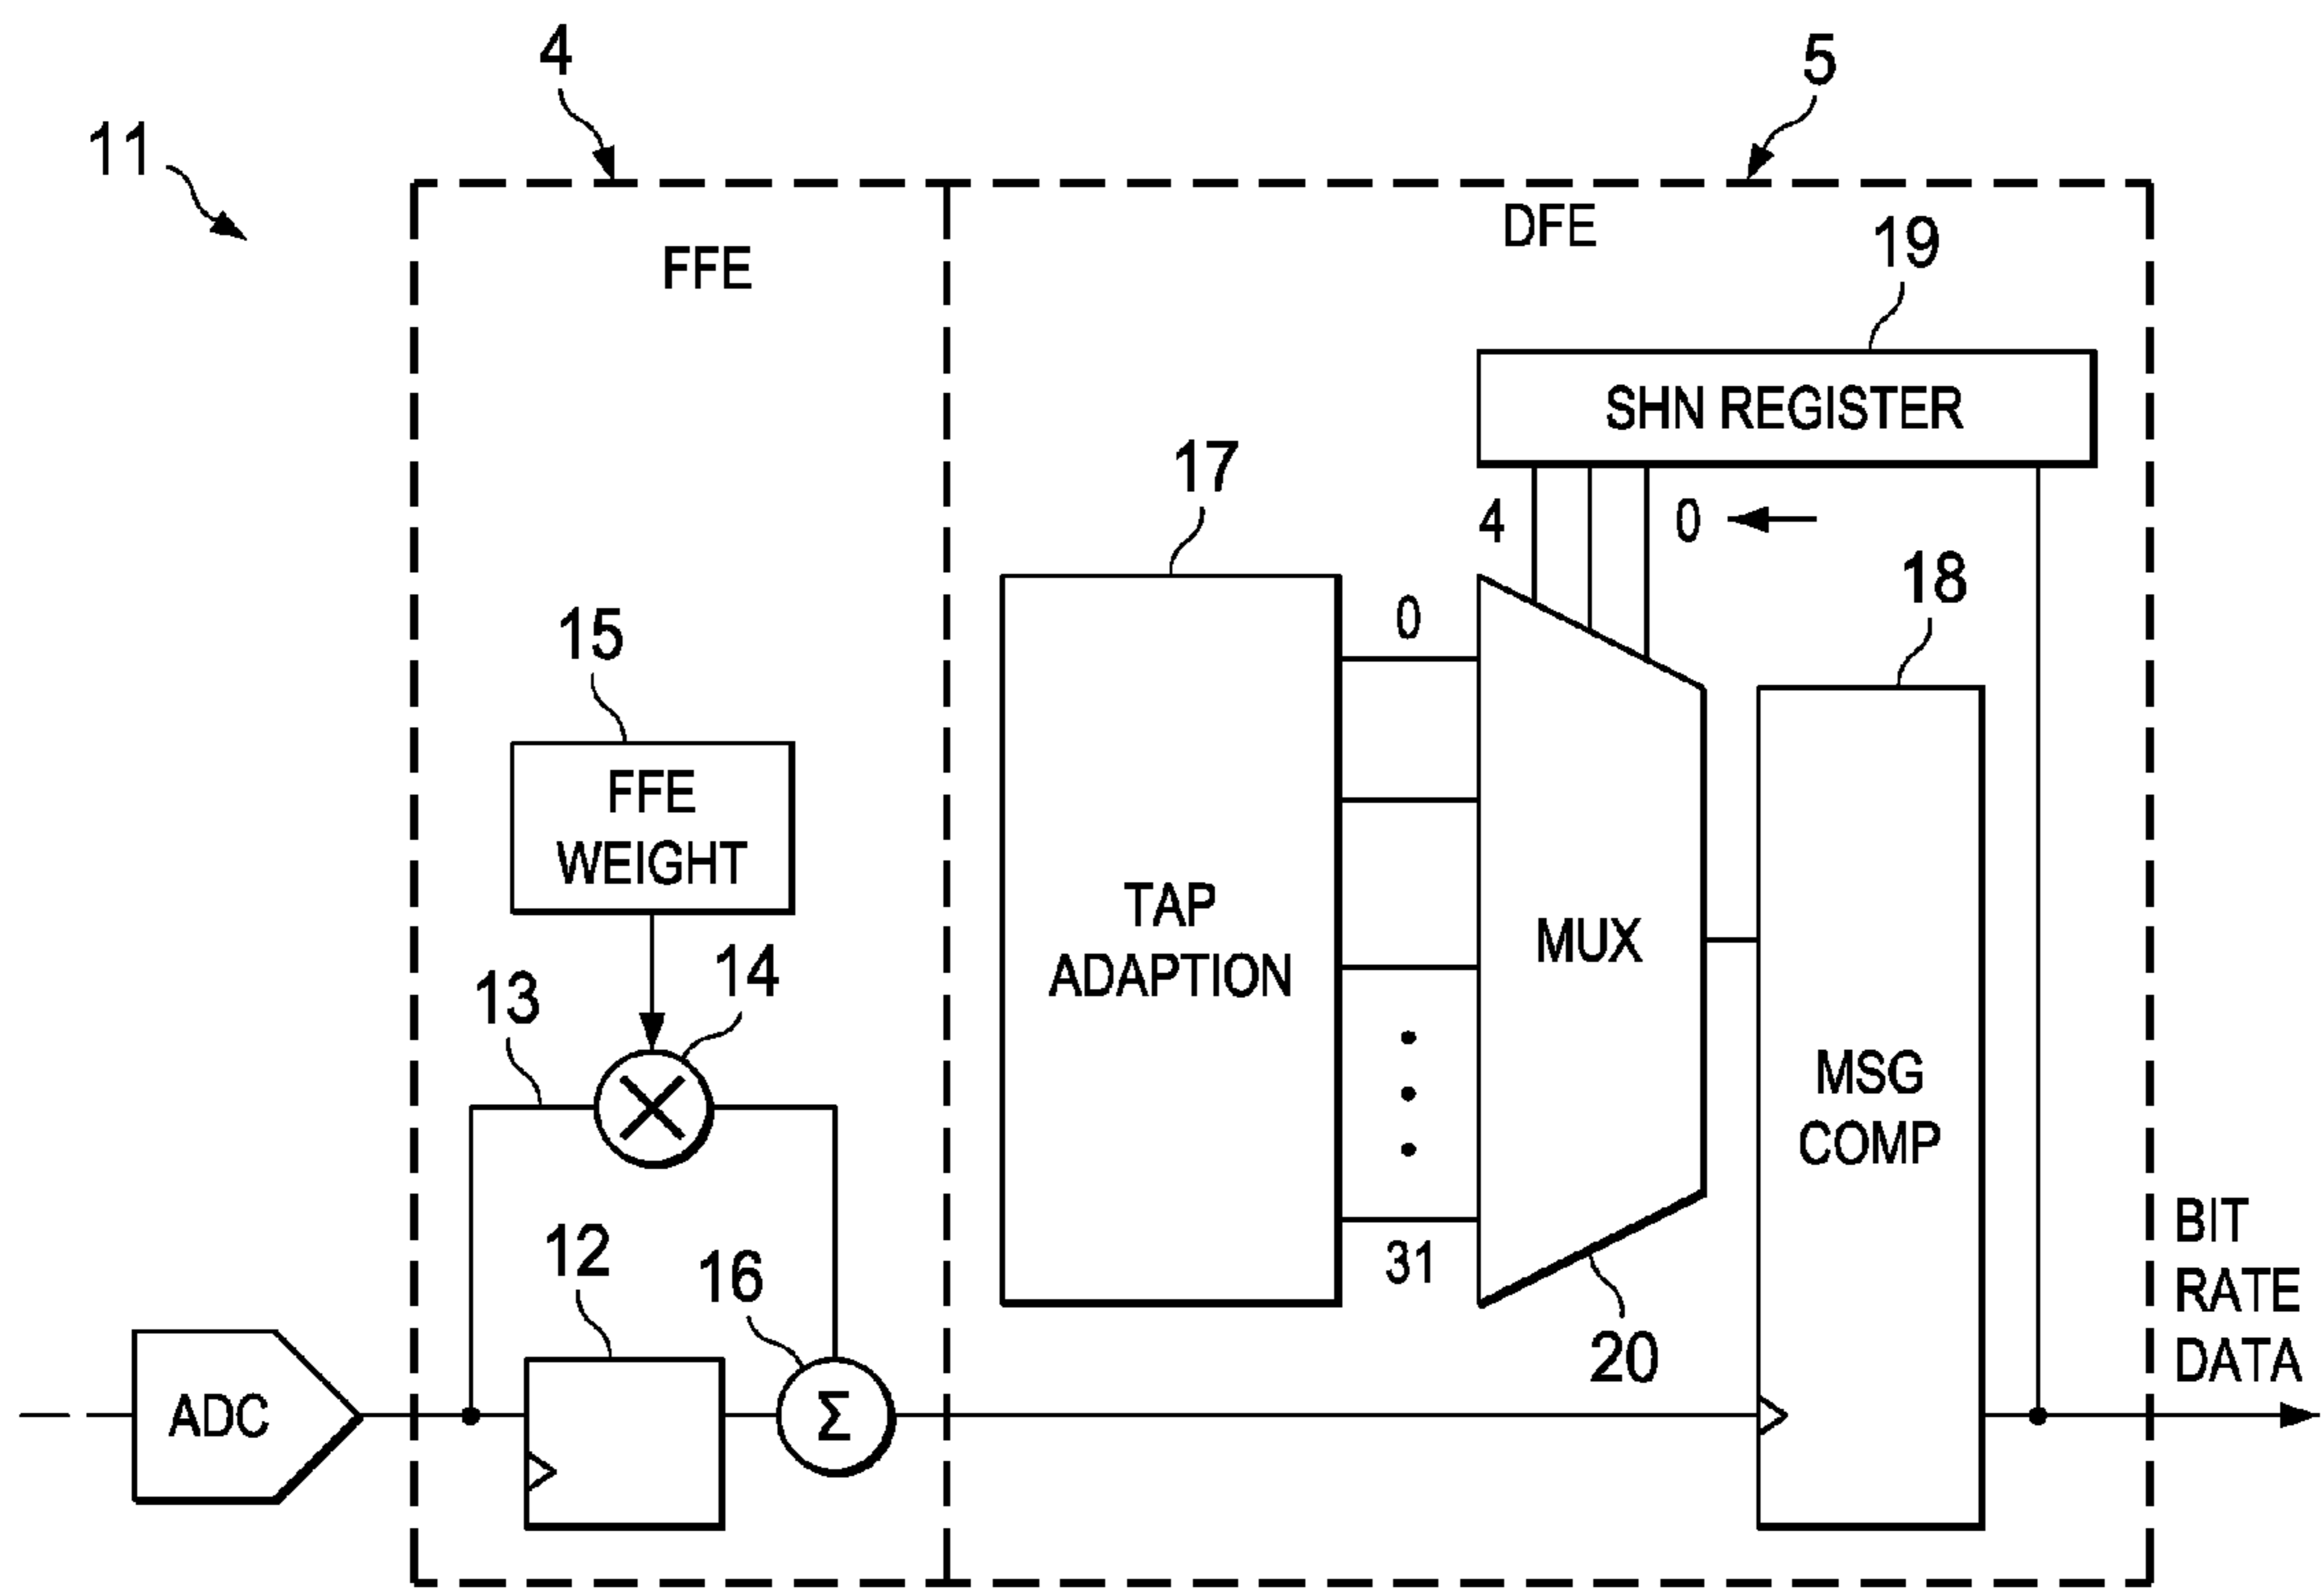 4
5
11
FFE
DFE
19
SHN REGISTER
17
4
0
18
15
0
FFE
WEIGHT
TAP
ADAPTION
MUX
14
13
MSG
COMP
12
16
31
20
BIT
RATE
DATA
ADC
Σ